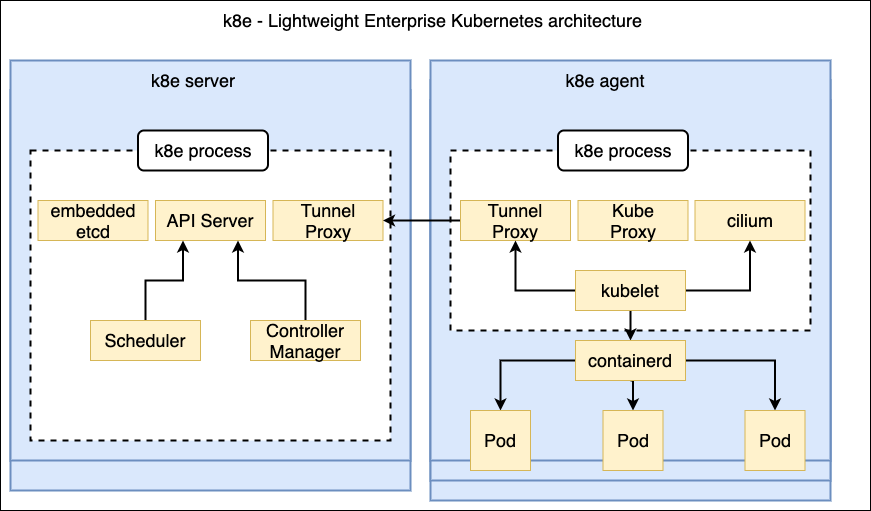 k8e - Lightweight Enterprise Kubernetes architecture
k8e server
k8e agent
k8e process
k8e process
embedded
etcd
API Server
Tunnel
Proxy
Tunnel
Proxy
Kube
Proxy
cilium
kubelet
Scheduler
Controller
Manager
containerd
Pod
Pod
Pod